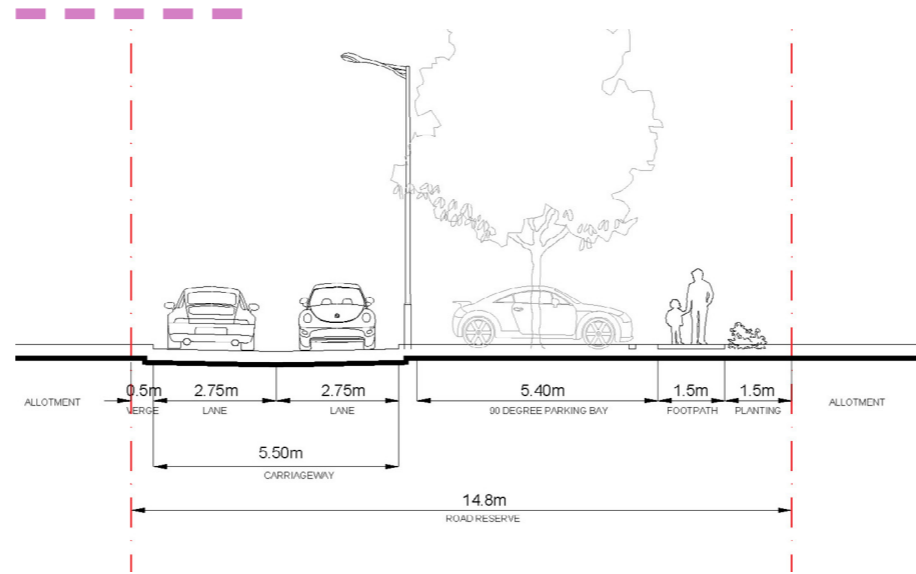 0.5m 2.75m 2.75m 5.40m 1.5m 1.5m
ALLOTMENT VERGE LANE LANE 90 DEGREE PARKING BAY FOOTPATH PLANTING ALLOTMENT
5.50m
CARRIAGEWAY
14.8m
ROAD RESERVE